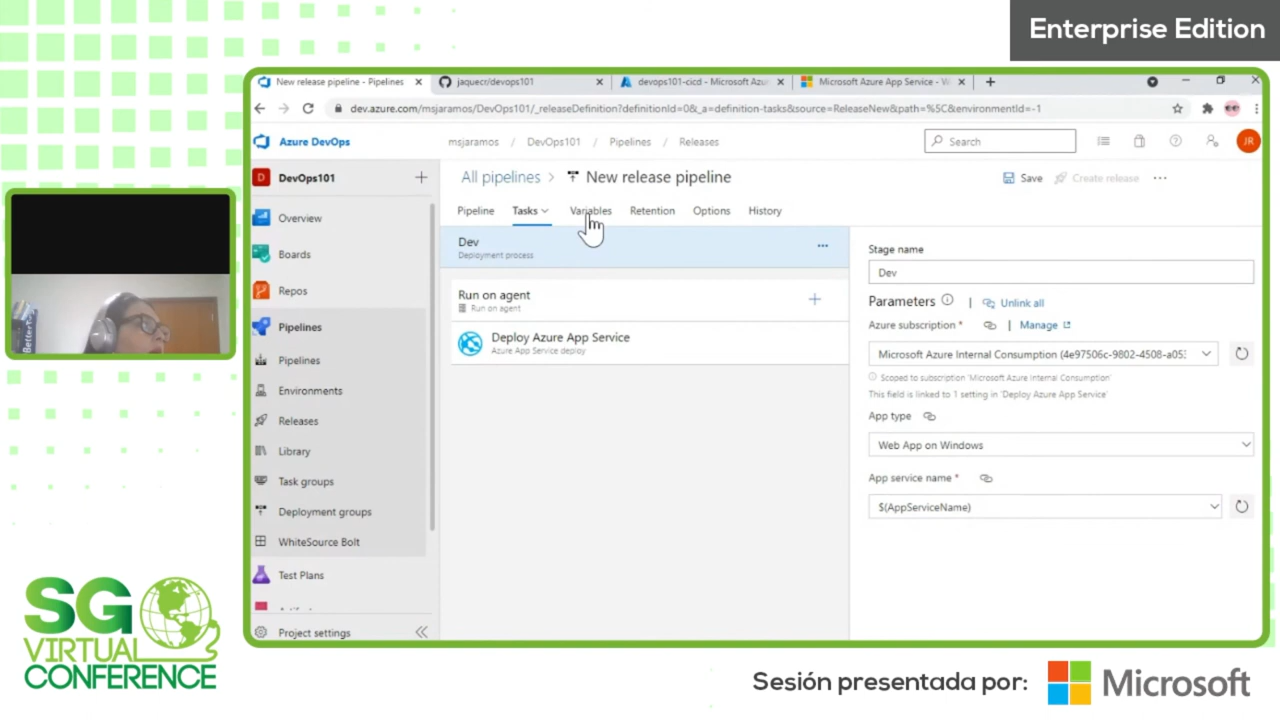 Enterprise Edition
New release pipeline - Pipelines
jaquecr/devops101
devops101-cicd - Microsoft Azur
Microsoft Azure App Service - W
dev.azure.com/msjaramos/DevOps101/_releaseDefinition?definitionId=0&_a=definition-tasks&source=ReleaseNew&path=%5C&environmentId=-1
Azure DevOps
msjaramos / DevOps101 / Pipelines / Releases
Search
JR
D DevOps101
All pipelines > New release pipeline
Save
Create release
Pipeline
Tasks
Variables
Retention
Options
History
Overview
Boards
Repos
Pipelines
Pipelines
Environments
Releases
Library
Task groups
Deployment groups
WhiteSource Bolt
Test Plans
Project settings
Dev
Deployment process
Run on agent
Run on agent
Deploy Azure App Service
Azure App Service deploy
Stage name
Dev
Parameters | Unlink all
Azure subscription * | Manage
Microsoft Azure Internal Consumption (4e97506c-9802-4508-a053
Scoped to subscription 'Microsoft Azure Internal Consumption'
This field is linked to 1 setting in 'Deploy Azure App Service'
App type
Web App on Windows
App service name *
$(AppServiceName)
SG
VIRTUAL
CONFERENCE
Sesión presentada por:
Microsoft